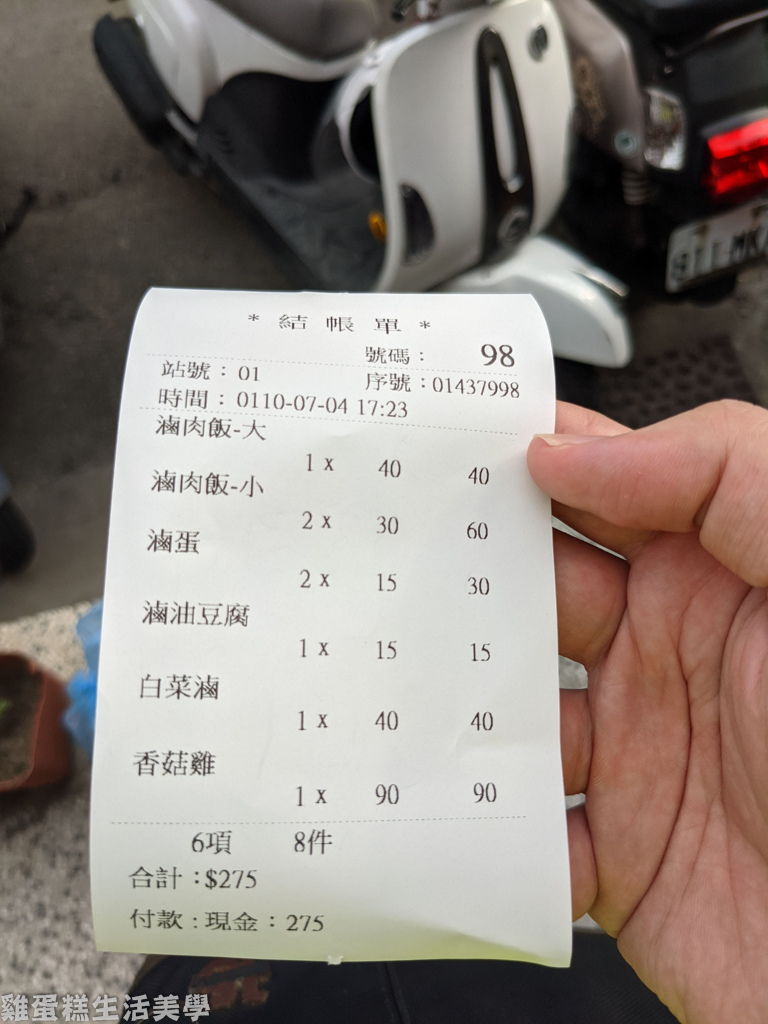 * 結 帳 單 *
號碼： 98
站號：01 序號：01437998
時間：0110-07-04 17:23
滷肉飯-大
1 x 40 40
滷肉飯-小
2 x 30 60
滷蛋
2 x 15 30
滷油豆腐
1 x 15 15
白菜滷
1 x 40 40
香菇雞
1 x 90 90
6項 8件
合計：$275
付款：現金：275
雞蛋糕生活美學